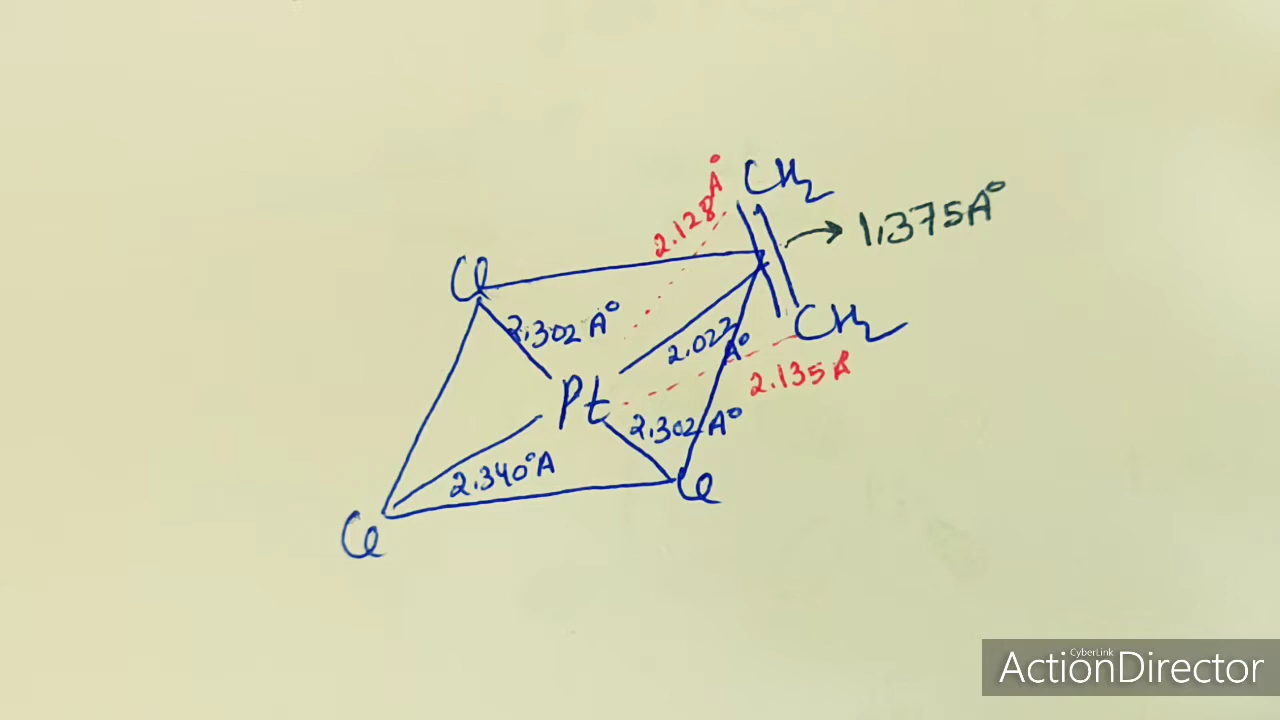 CH2
2.128 A°
1.375A°
Cl
2.302 A°
2.022
A°
CH2
2.135 A°
Pt
2.302 A°
2.340°A
Cl
Cl
CyberLink
ActionDirector